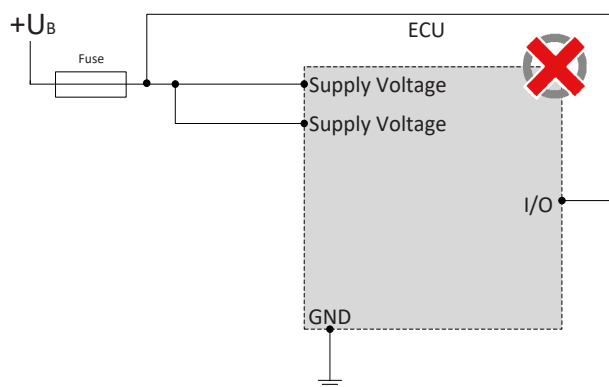 ECU
+UB
Fuse
Supply Voltage
Supply Voltage
I/O
GND